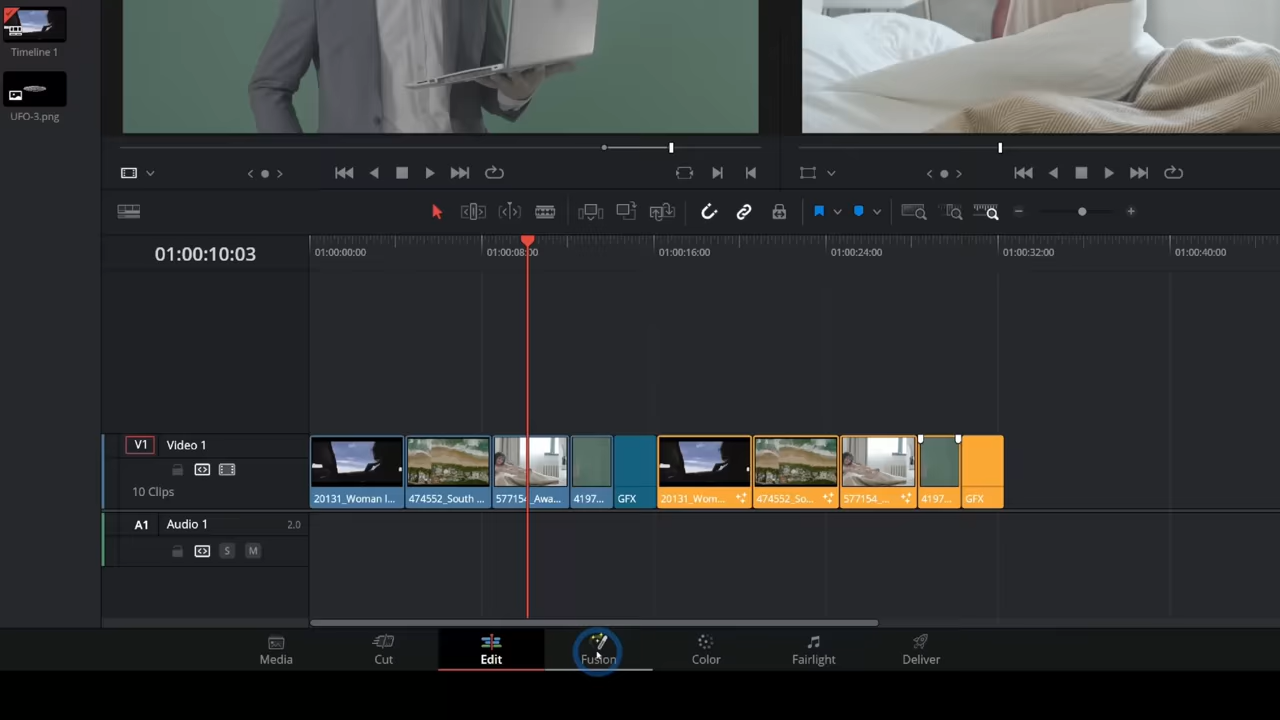 Timeline 1
UFO-3.png
01:00:10:03
01:00:00:00
01:00:08:00
01:00:16:00
01:00:24:00
01:00:32:00
01:00:40:00
V1 Video 1
10 Clips
20131_Woman I...
474552_South ...
577154_Awa...
4197...
GFX
20131_Wom...
474552_So...
577154_...
4197...
GFX
A1 Audio 1 2.0
S M
Media Cut Edit Fusion Color Fairlight Deliver